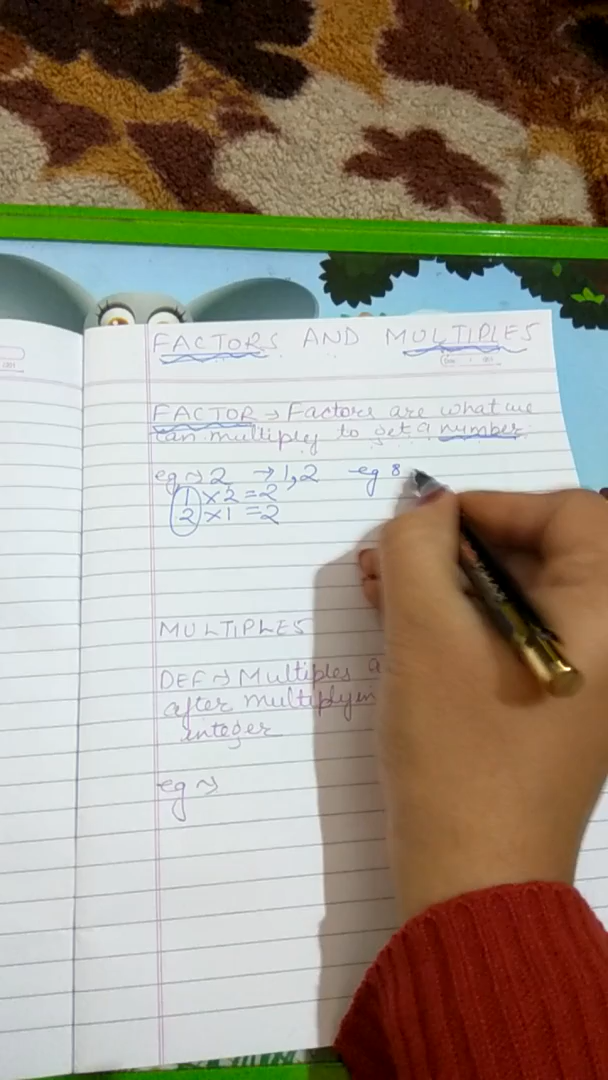 FACTORS AND MULTIPLES
FACTOR → Factors are what we
can multiply to get a number
eg → 2 → 1, 2 eg 8
1 × 2 = 2
2 × 1 = 2
MULTIPLES
DEF → Multiples
after multiplyin
integer
eg →